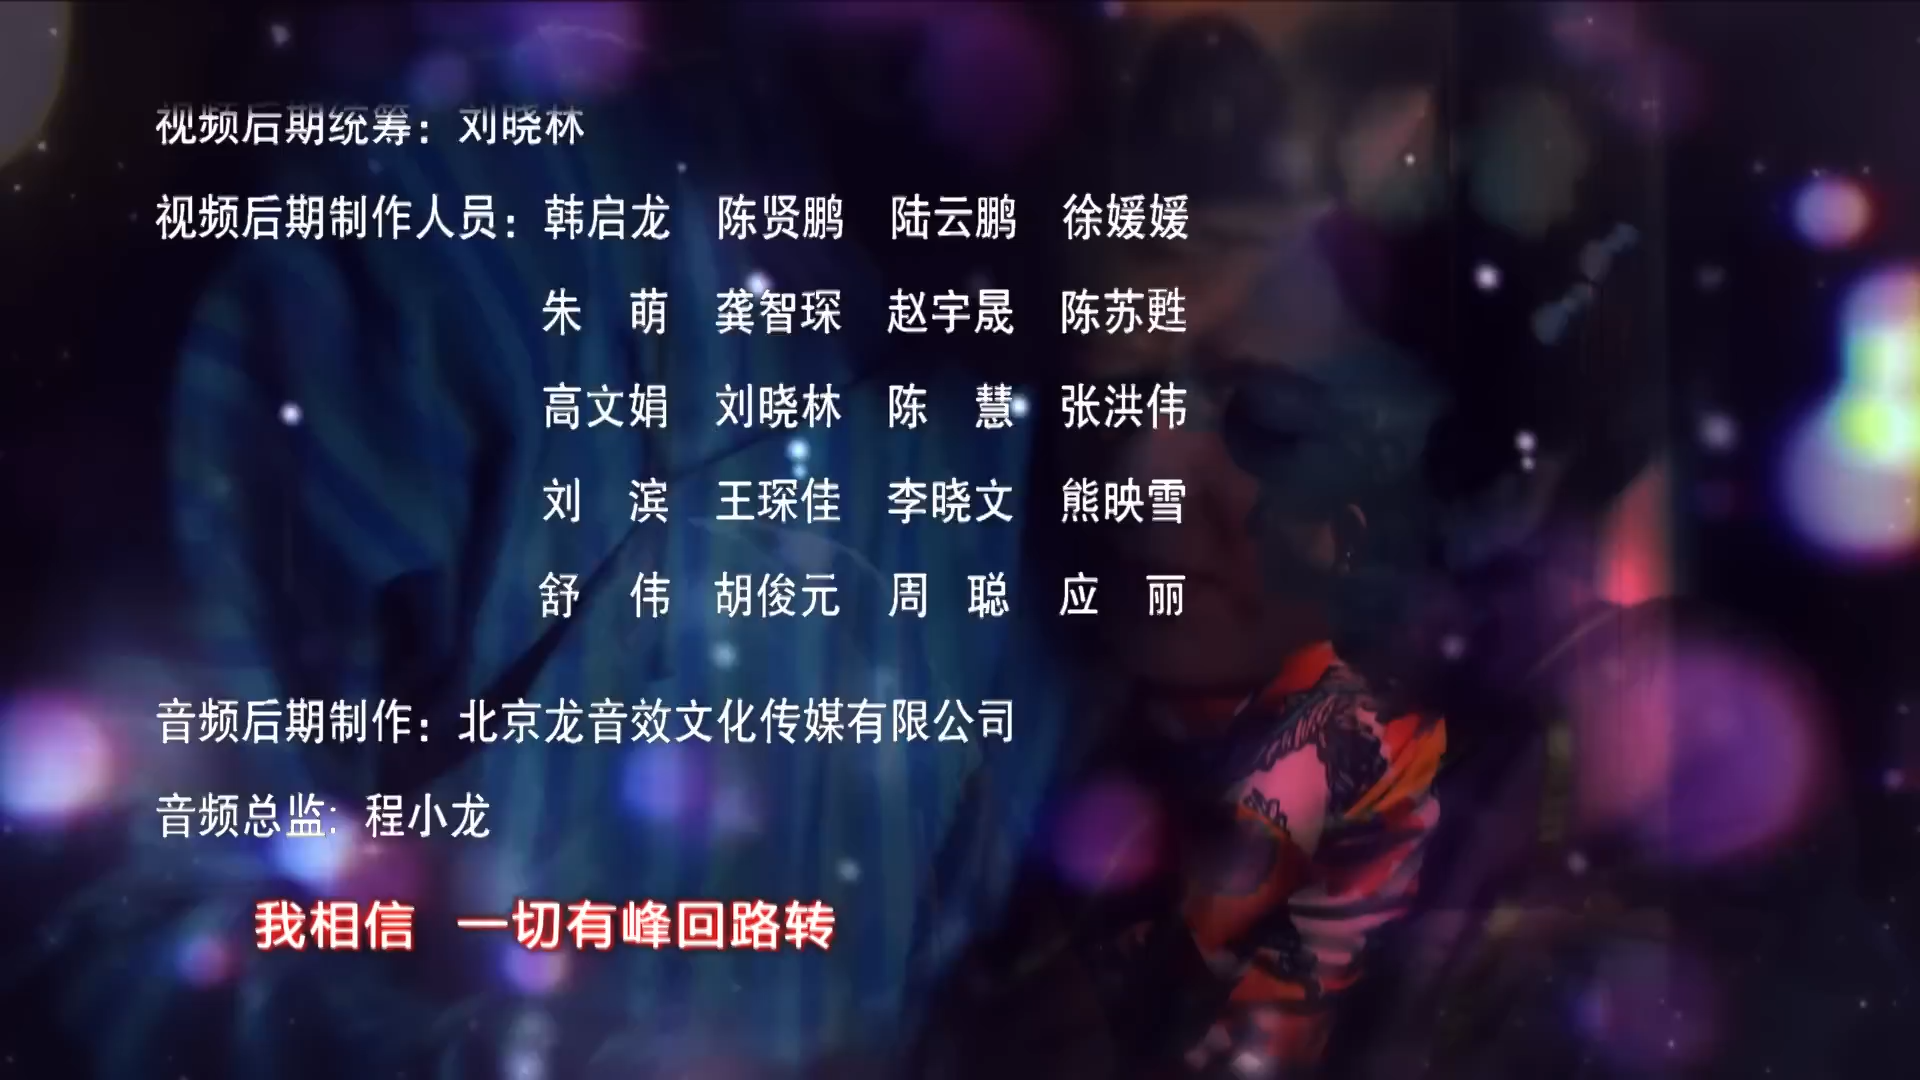 视频后期统筹：刘晓林
视频后期制作人员：韩启龙 陈贤鹏 陆云鹏 徐媛媛
朱 萌 龚智琛 赵宇晟 陈苏甦
高文娟 刘晓林 陈 慧 张洪伟
刘 滨 王琛佳 李晓文 熊映雪
舒 伟 胡俊元 周 聪 应 丽
音频后期制作：北京龙音效文化传媒有限公司
音频总监：程小龙
我相信 一切有峰回路转